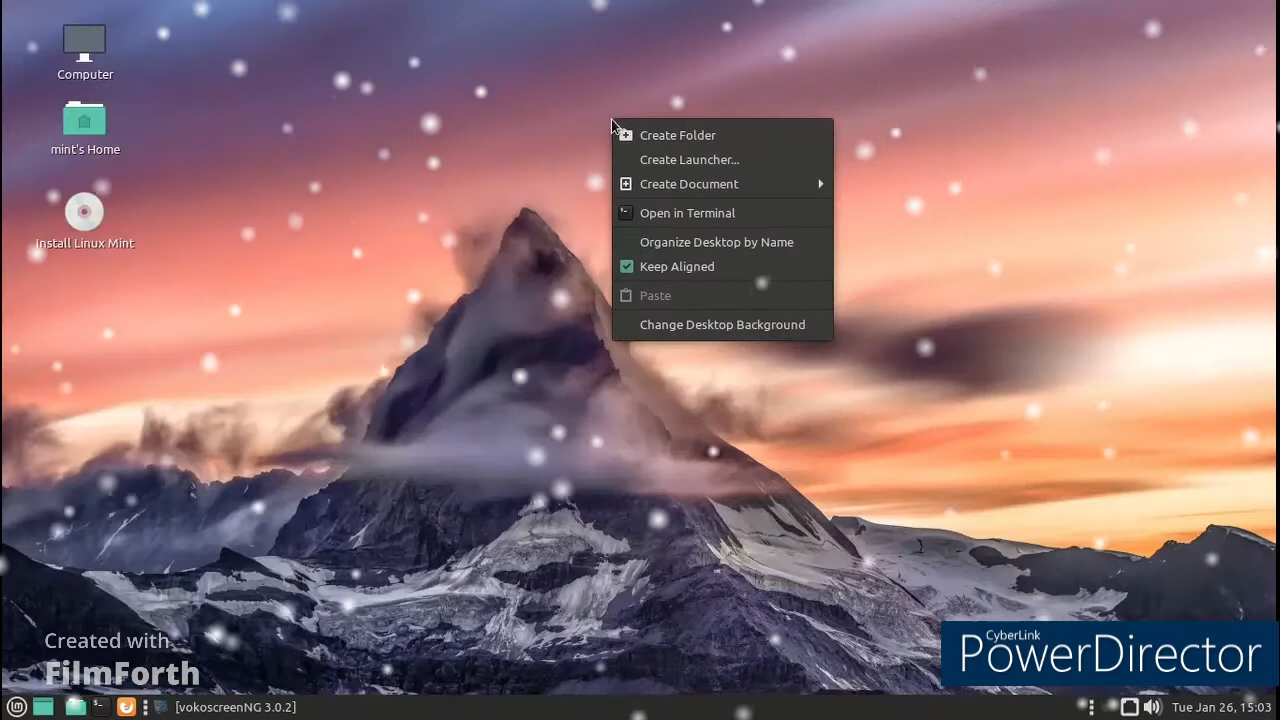 Computer
mint's Home
Install Linux Mint
Create Folder
Create Launcher...
Create Document
Open in Terminal
Organize Desktop by Name
Keep Aligned
Paste
Change Desktop Background
Created with
FilmForth
CyberLink
PowerDirector
[vokoscreenNG 3.0.2]
Tue Jan 26, 15:03